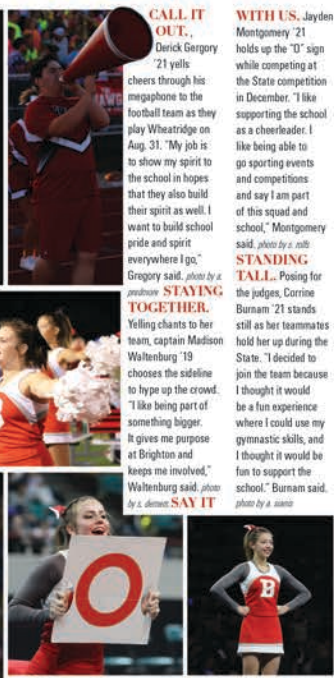 CALL IT
OUT. ,
Derick Gergory
'21 yells
cheers through his
megaphone to the
football team as they
play Wheatridge on
Aug. 31. "My job is
to show my spirit to
the school in hopes
that they also build
their spirit as well. I
want to build school
pride and spirit
everywhere I go,"
Gregory said. photo by a.
predmore STAYING
TOGETHER.
Yelling chants to her
team, captain Madison
Waltenburg '19
chooses the sideline
to hype up the crowd.
"I like being part of
something bigger.
It gives me purpose
at Brighton and
keeps me involved,"
Waltenburg said. photo
by s. SAY IT
WITH US. Jayden
Montgomery '21
holds up the "O" sign
while competing at
the State competition
in December. "I like
supporting the school
as a cheerleader. I
like being able to
go sporting events
and competitions
and say I am part
of this squad and
school," Montgomery
said. photo by s.
STANDING
TALL. Posing for
the judges, Corrine
Burnam '21 stands
still as her teammates
hold her up during the
State. "I decided to
join the team because
I thought it would
be a fun experience
where I could use my
gymnastic skills, and
I thought it would be
fun to support the
school." Burnam said.
photo by a.
O
B